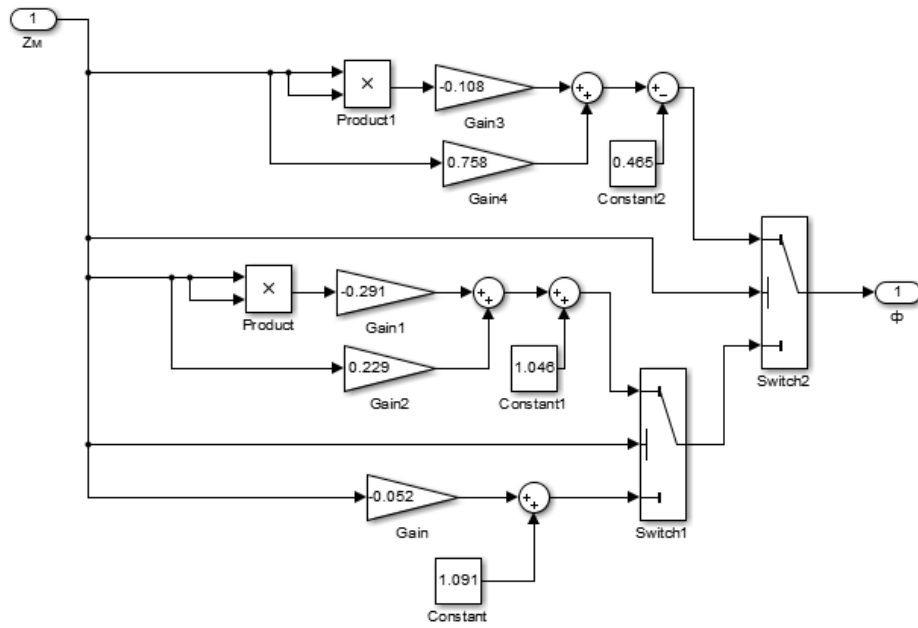 1
Zм
×
Product1
-0.108
Gain3
0.758
Gain4
+
+
+
−
0.465
Constant2
×
Product
-0.291
Gain1
0.229
Gain2
+
+
+
+
1.046
Constant1
Switch2
1
ф
-0.052
Gain
+
+
Switch1
1.091
Constant